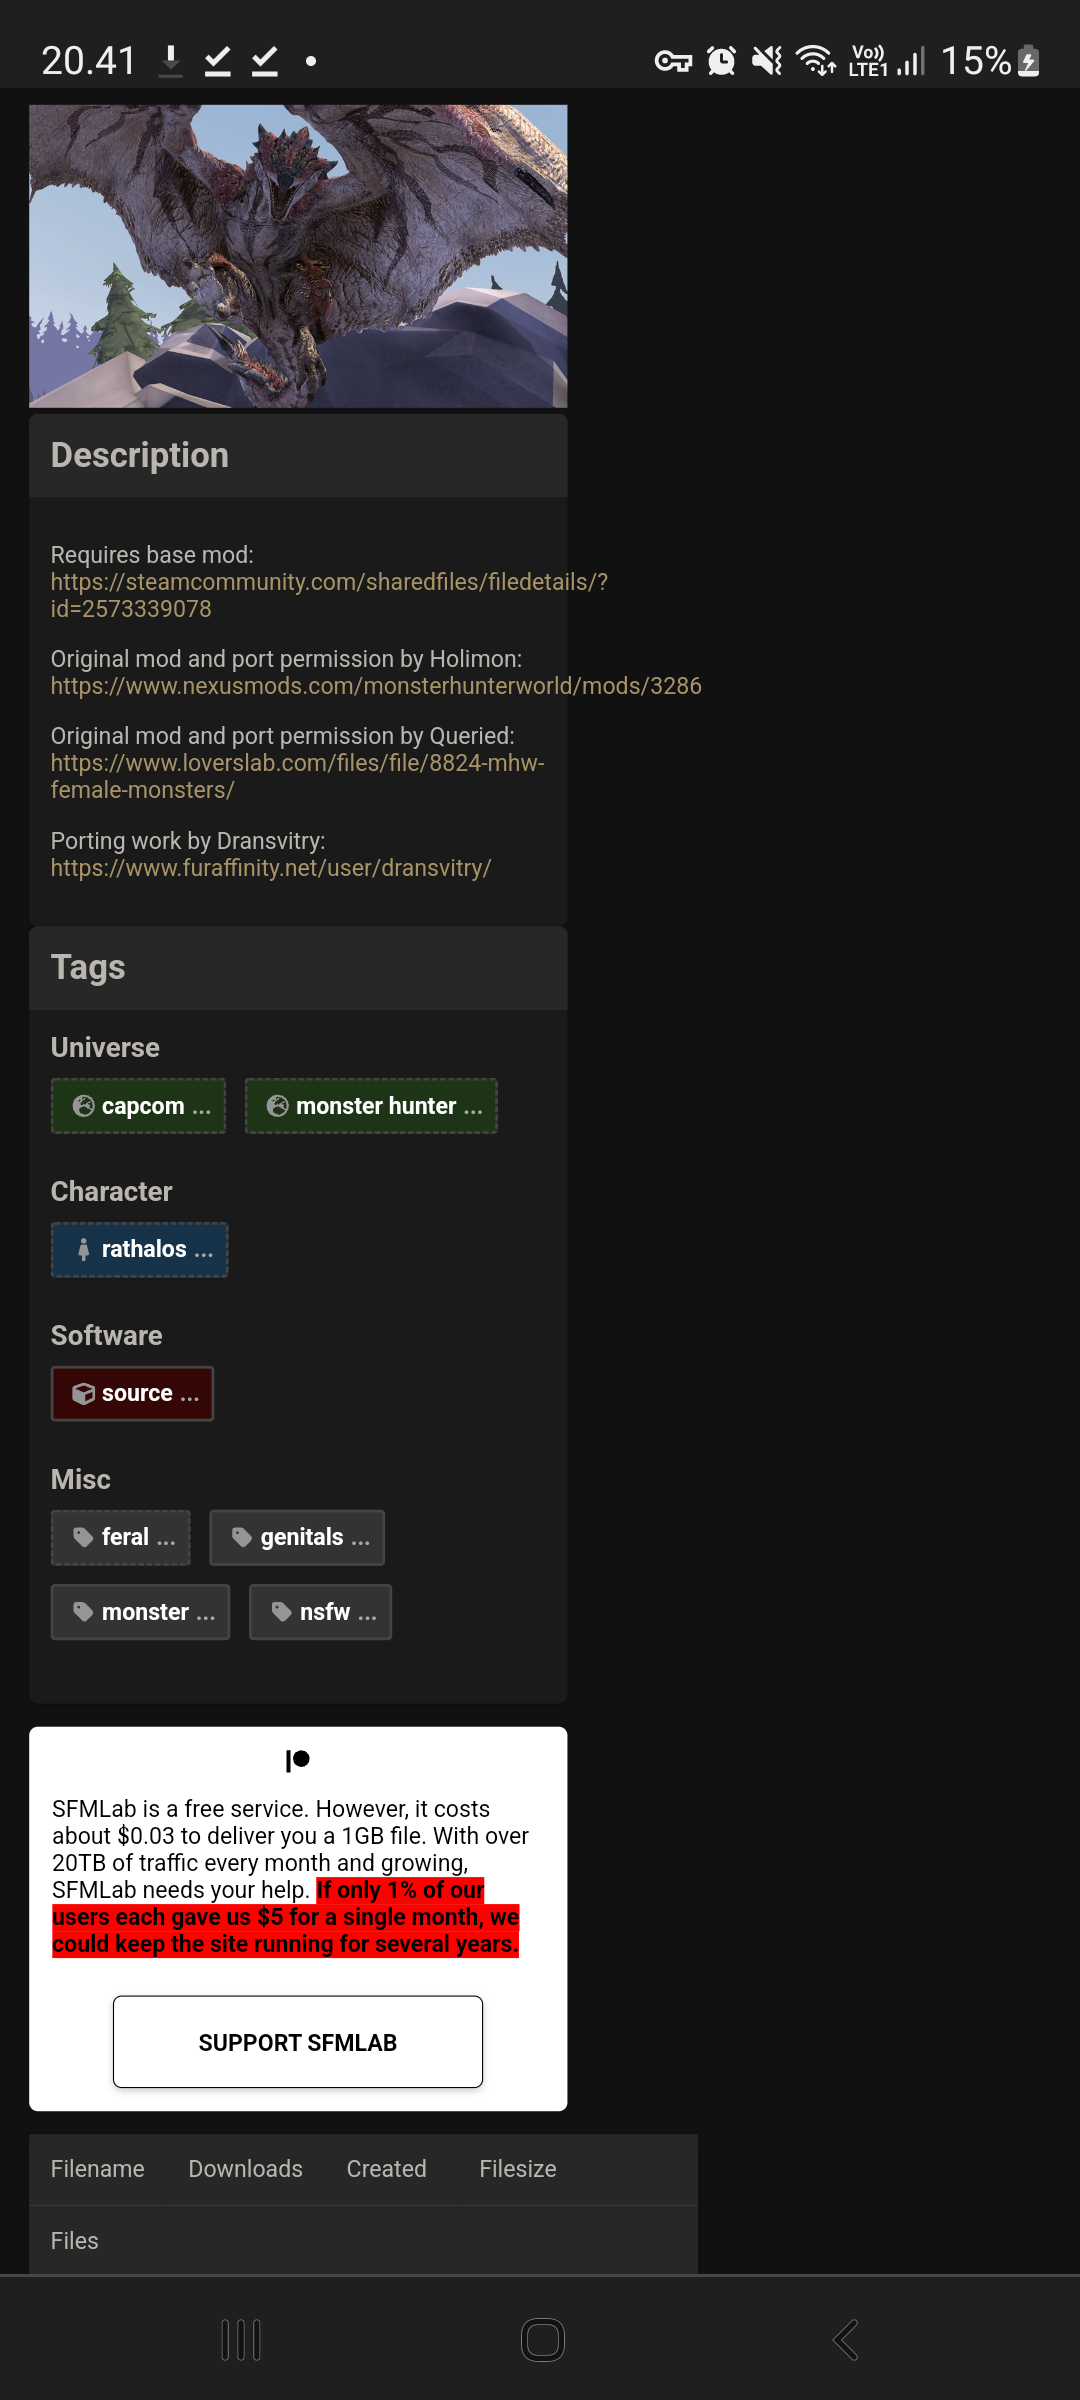 20.41
Vo))
LTE1
15%
Description
Requires base mod:
https://steamcommunity.com/sharedfiles/filedetails/?
id=2573339078
Original mod and port permission by Holimon:
https://www.nexusmods.com/monsterhunterworld/mods/3286
Original mod and port permission by Queried:
https://www.loverslab.com/files/file/8824-mhw-
female-monsters/
Porting work by Dransvitry:
https://www.furaffinity.net/user/dransvitry/
Tags
Universe
capcom ... monster hunter ...
Character
rathalos ...
Software
source ...
Misc
feral ... genitals ...
monster ... nsfw ...
SFMLab is a free service. However, it costs
about $0.03 to deliver you a 1GB file. With over
20TB of traffic every month and growing,
SFMLab needs your help. If only 1% of our
users each gave us $5 for a single month, we
could keep the site running for several years.
SUPPORT SFMLAB
Filename Downloads Created Filesize
Files